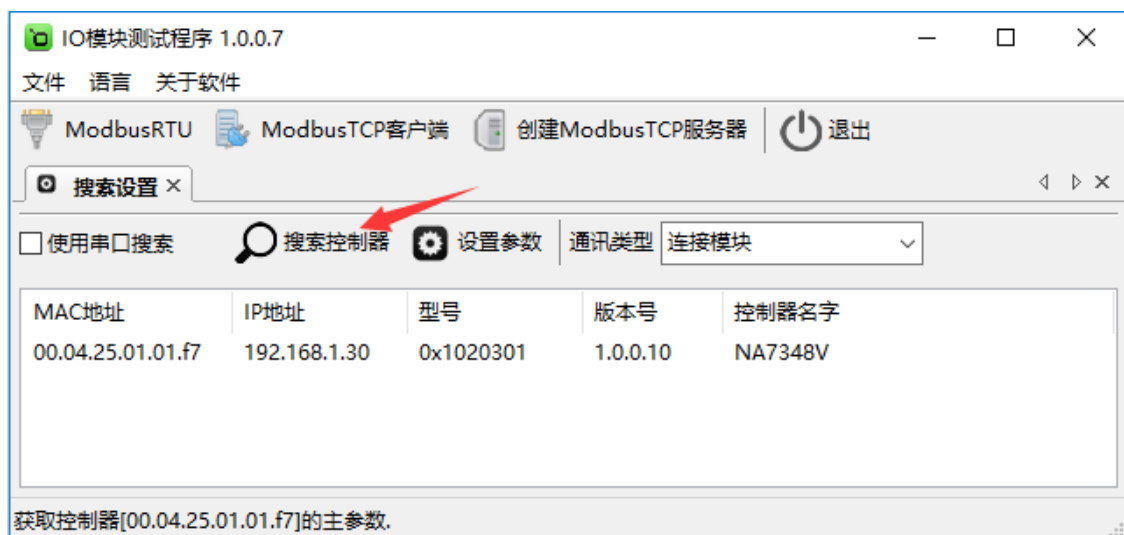 IO模块测试程序 1.0.0.7
文件 语言 关于软件
ModbusRTU ModbusTCP客户端 创建ModbusTCP服务器 退出
搜索设置
使用串口搜索 搜索控制器 设置参数 通讯类型 连接模块
MAC地址 IP地址 型号 版本号 控制器名字
00.04.25.01.01.f7 192.168.1.30 0x1020301 1.0.0.10 NA7348V
获取控制器[00.04.25.01.01.f7]的主参数.